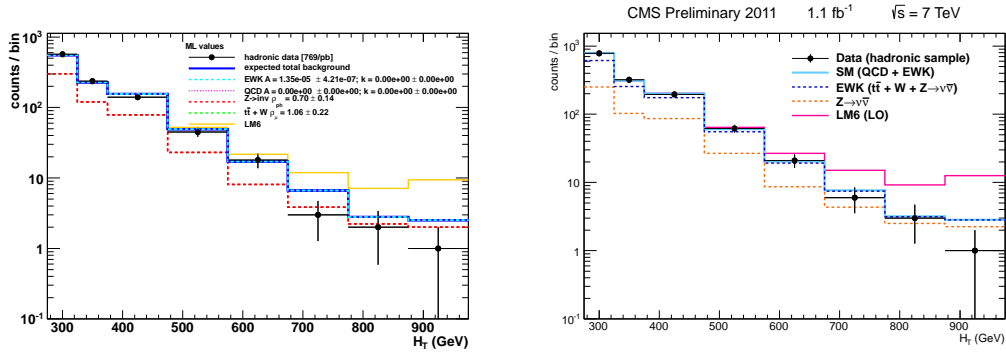 ML values
hadronic data [769/pb]
expected total background
EWK A = 1.35e-05 ± 4.21e-07; k = 0.00e+00 ± 0.00e+00
QCD A = 0.00e+00 ± 0.00e+00; k = 0.00e+00 ± 0.00e+00
Z->inv ρ_ph = 0.70 ± 0.14
tt̄ + W ρ_μ = 1.06 ± 0.22
LM6
counts / bin
10³
10²
10
1
10⁻¹
300 400 500 600 700 800 900
H_T (GeV)
CMS Preliminary 2011 1.1 fb⁻¹ √s = 7 TeV
Data (hadronic sample)
SM (QCD + EWK)
EWK (tt̄ + W + Z→νν̄)
Z→νν̄
LM6 (LO)
counts / bin
10³
10²
10
1
10⁻¹
300 400 500 600 700 800 900
H_T (GeV)